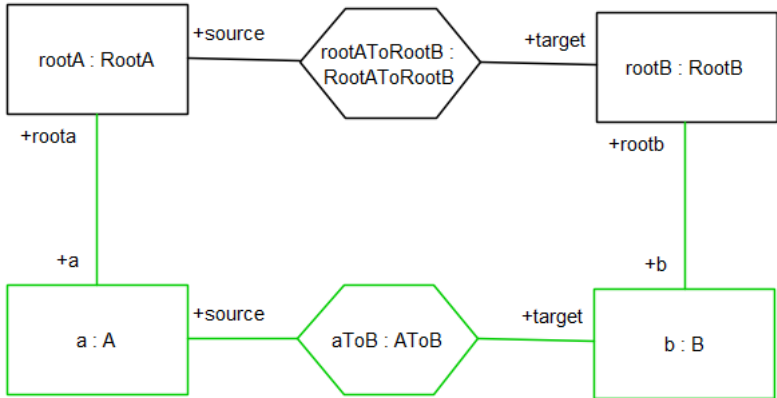 +source
rootAToRootB :
RootAToRootB
+target
rootA : RootA
rootB : RootB
+roota
+rootb
+a
+b
+source
+target
a : A
aToB : AToB
b : B